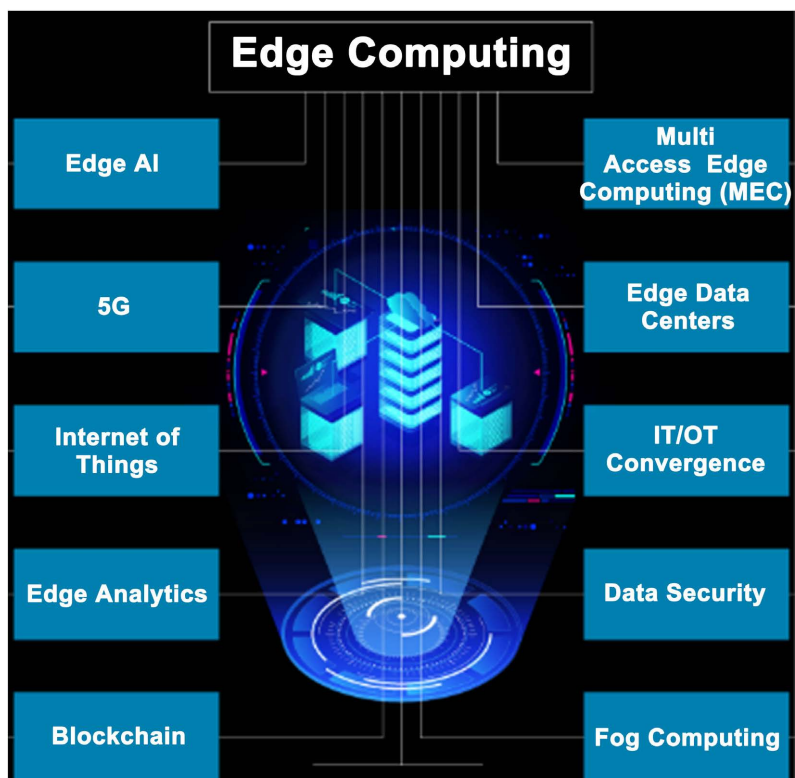 Edge Computing
Edge AI
Multi
Access Edge
Computing (MEC)
5G
Edge Data
Centers
Internet of
Things
IT/OT
Convergence
Edge Analytics
Data Security
Blockchain
Fog Computing